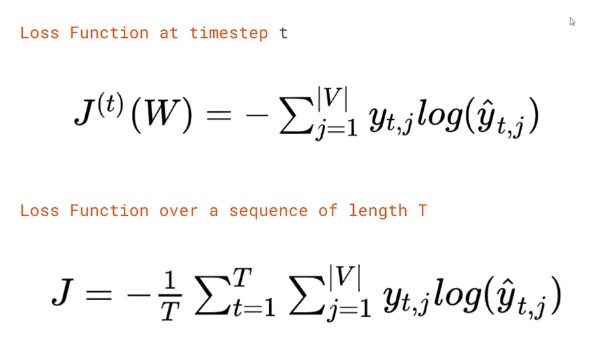 Loss Function at timestep t
J^{(t)}(W) = -\sum_{j=1}^{|V|} y_{t,j} log(\hat{y}_{t,j})
Loss Function over a sequence of length T
J = -\frac{1}{T} \sum_{t=1}^{T} \sum_{j=1}^{|V|} y_{t,j} log(\hat{y}_{t,j})